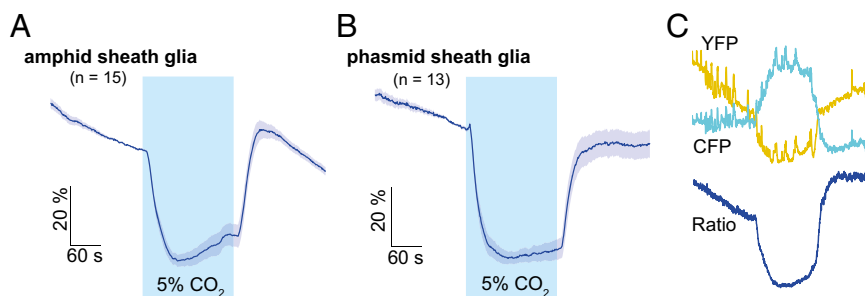 A
amphid sheath glia
(n = 15)
20 %
60 s
5% CO₂
B
phasmid sheath glia
(n = 13)
20 %
60 s
5% CO₂
C
YFP
CFP
Ratio